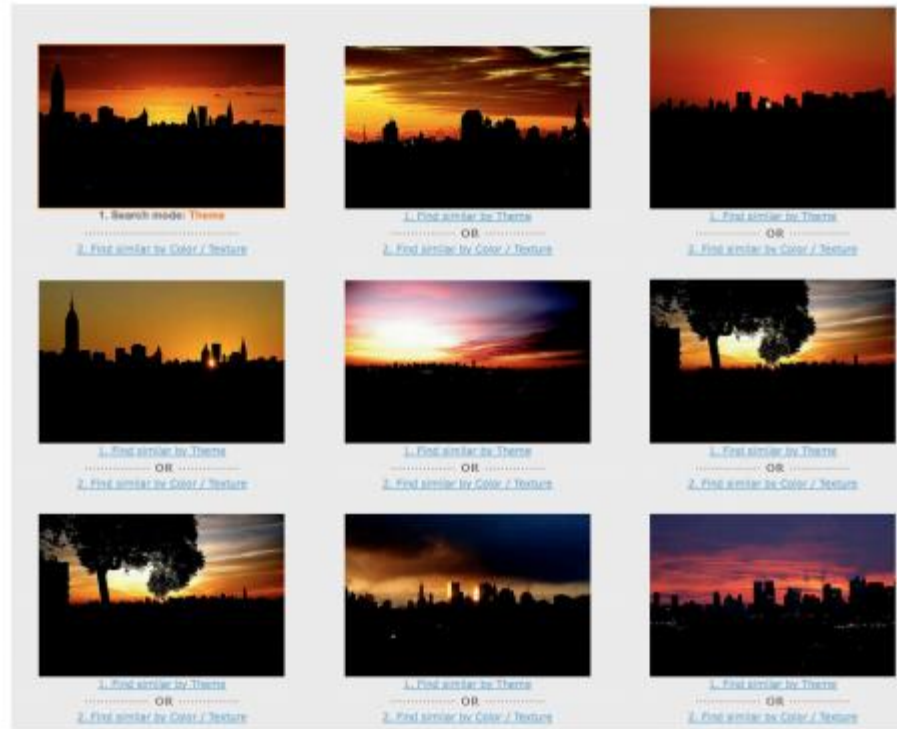 1. Search mode: Theme
2. Find similar by Color / Texture
1. Find similar by Theme
OR
2. Find similar by Color / Texture
1. Find similar by Theme
OR
2. Find similar by Color / Texture
1. Find similar by Theme
OR
2. Find similar by Color / Texture
1. Find similar by Theme
OR
2. Find similar by Color / Texture
1. Find similar by Theme
OR
2. Find similar by Color / Texture
1. Find similar by Theme
OR
2. Find similar by Color / Texture
1. Find similar by Theme
OR
2. Find similar by Color / Texture
1. Find similar by Theme
OR
2. Find similar by Color / Texture